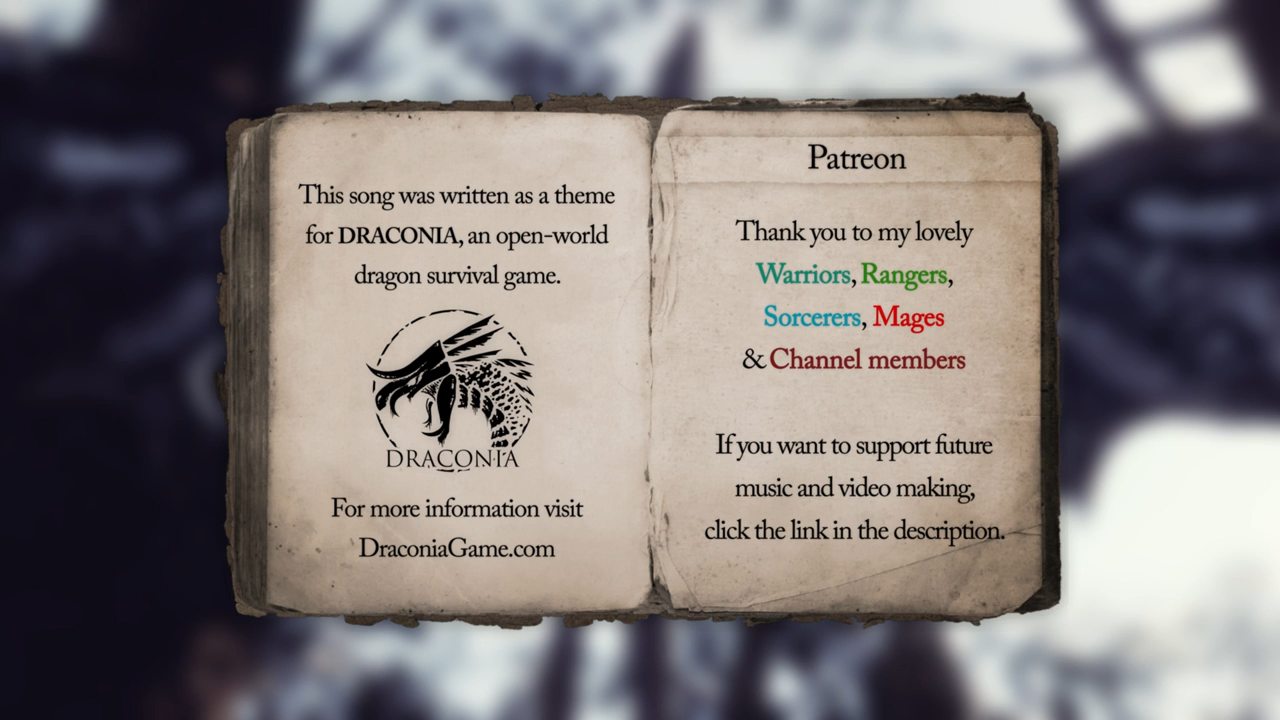 This song was written as a theme
for DRACONIA, an open-world
dragon survival game.
DRACONIA
For more information visit
DraconiaGame.com
Patreon
Thank you to my lovely
Warriors, Rangers,
Sorcerers, Mages
& Channel members
If you want to support future
music and video making,
click the link in the description.